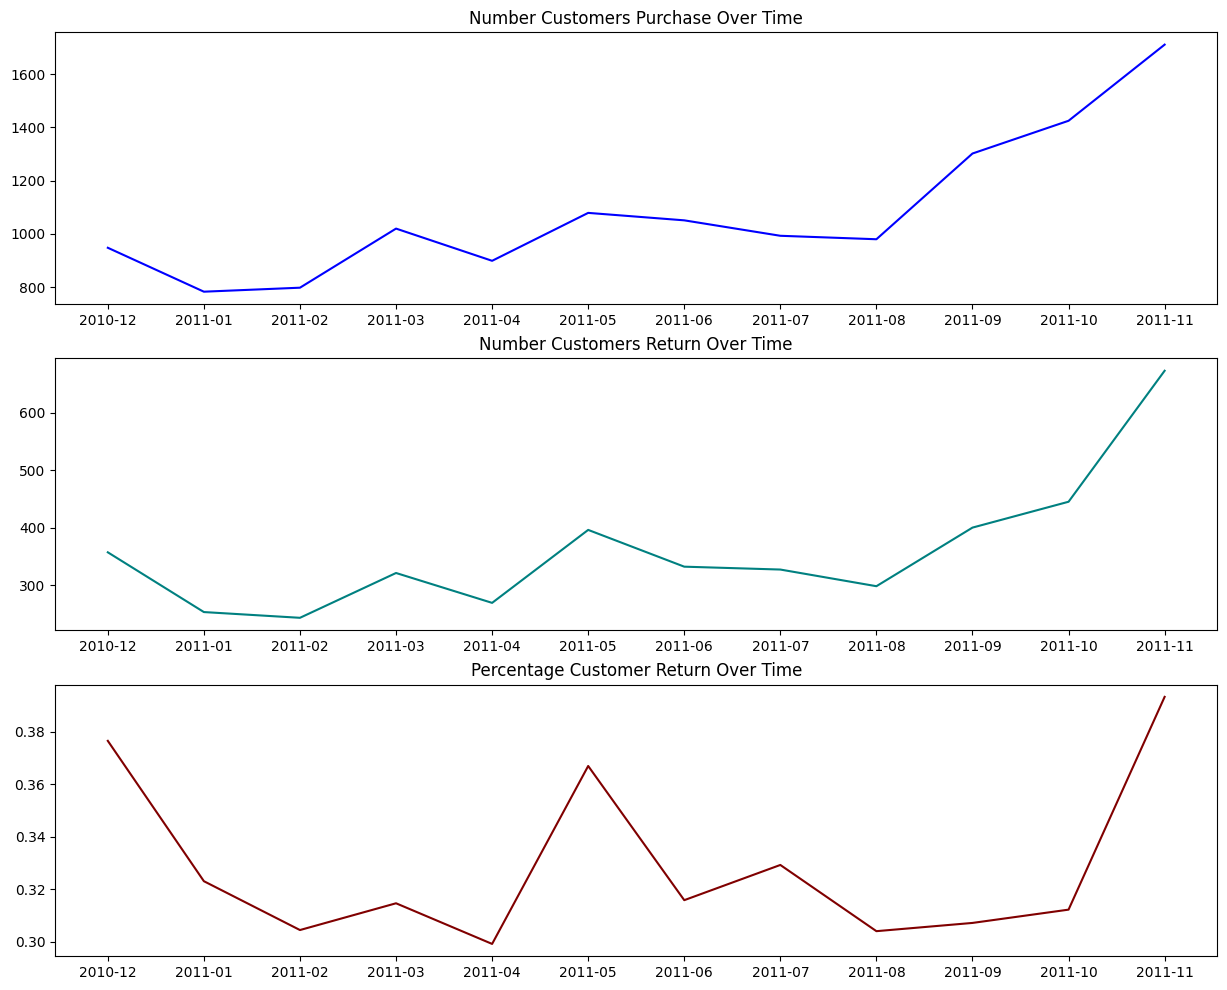 Number Customers Purchase Over Time
1600
1400
1200
1000
800
2010-12 2011-01 2011-02 2011-03 2011-04 2011-05 2011-06 2011-07 2011-08 2011-09 2011-10 2011-11
Number Customers Return Over Time
600
500
400
300
2010-12 2011-01 2011-02 2011-03 2011-04 2011-05 2011-06 2011-07 2011-08 2011-09 2011-10 2011-11
Percentage Customer Return Over Time
0.38
0.36
0.34
0.32
0.30
2010-12 2011-01 2011-02 2011-03 2011-04 2011-05 2011-06 2011-07 2011-08 2011-09 2011-10 2011-11